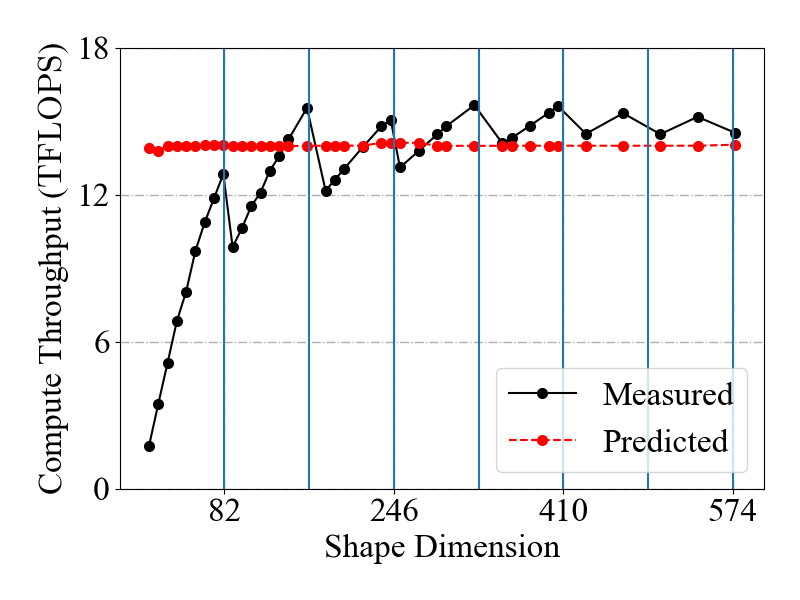 Compute Throughput (TFLOPS)
18
12
6
0
Measured
Predicted
82 246 410 574
Shape Dimension